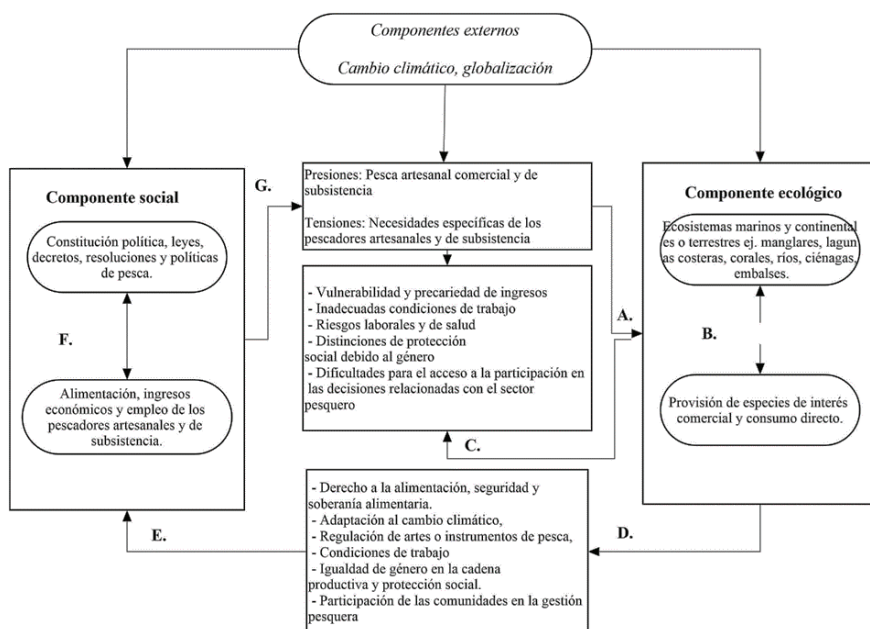 Componentes externos
Cambio climático, globalización
Componente social
Constitución política, leyes,
decretos, resoluciones y políticas
de pesca.
F.
Alimentación, ingresos
económicos y empleo de los
pescadores artesanales y de
subsistencia.
G.
Presiones: Pesca artesanal comercial y de
subsistencia
Tensiones: Necesidades específicas de los
pescadores artesanales y de subsistencia
- Vulnerabilidad y precariedad de ingresos
- Inadecuadas condiciones de trabajo
- Riesgos laborales y de salud
- Distinciones de protección
social debido al género
- Dificultades para el acceso a la participación en
las decisiones relacionadas con el sector
pesquero
A.
C.
Componente ecológico
Ecosistemas marinos y continental
es o terrestres ej. manglares, lagun
as costeras, corales, ríos, ciénagas,
embalses.
B.
Provisión de especies de interés
comercial y consumo directo.
D.
- Derecho a la alimentación, seguridad y
soberanía alimentaria.
- Adaptación al cambio climático,
- Regulación de artes o instrumentos de pesca,
- Condiciones de trabajo
- Igualdad de género en la cadena
productiva y protección social.
- Participación de las comunidades en la gestión
pesquera
E.